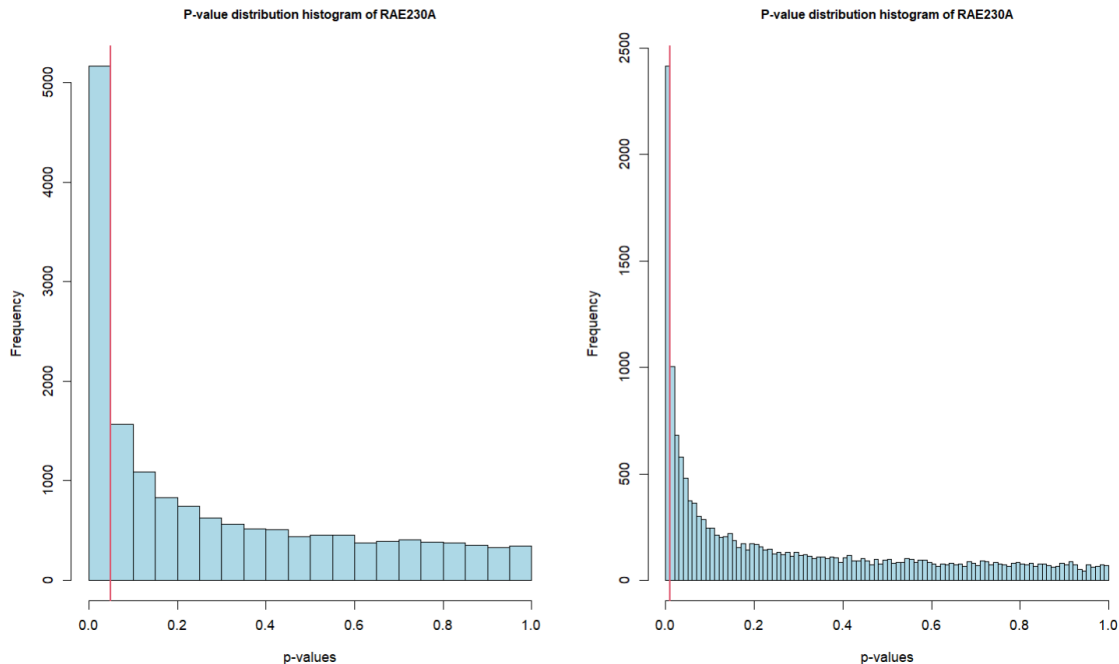 P-value distribution histogram of RAE230A
Frequency
5000
4000
3000
2000
1000
0
0.0 0.2 0.4 0.6 0.8 1.0
p-values
P-value distribution histogram of RAE230A
Frequency
2500
2000
1500
1000
500
0
0.0 0.2 0.4 0.6 0.8 1.0
p-values